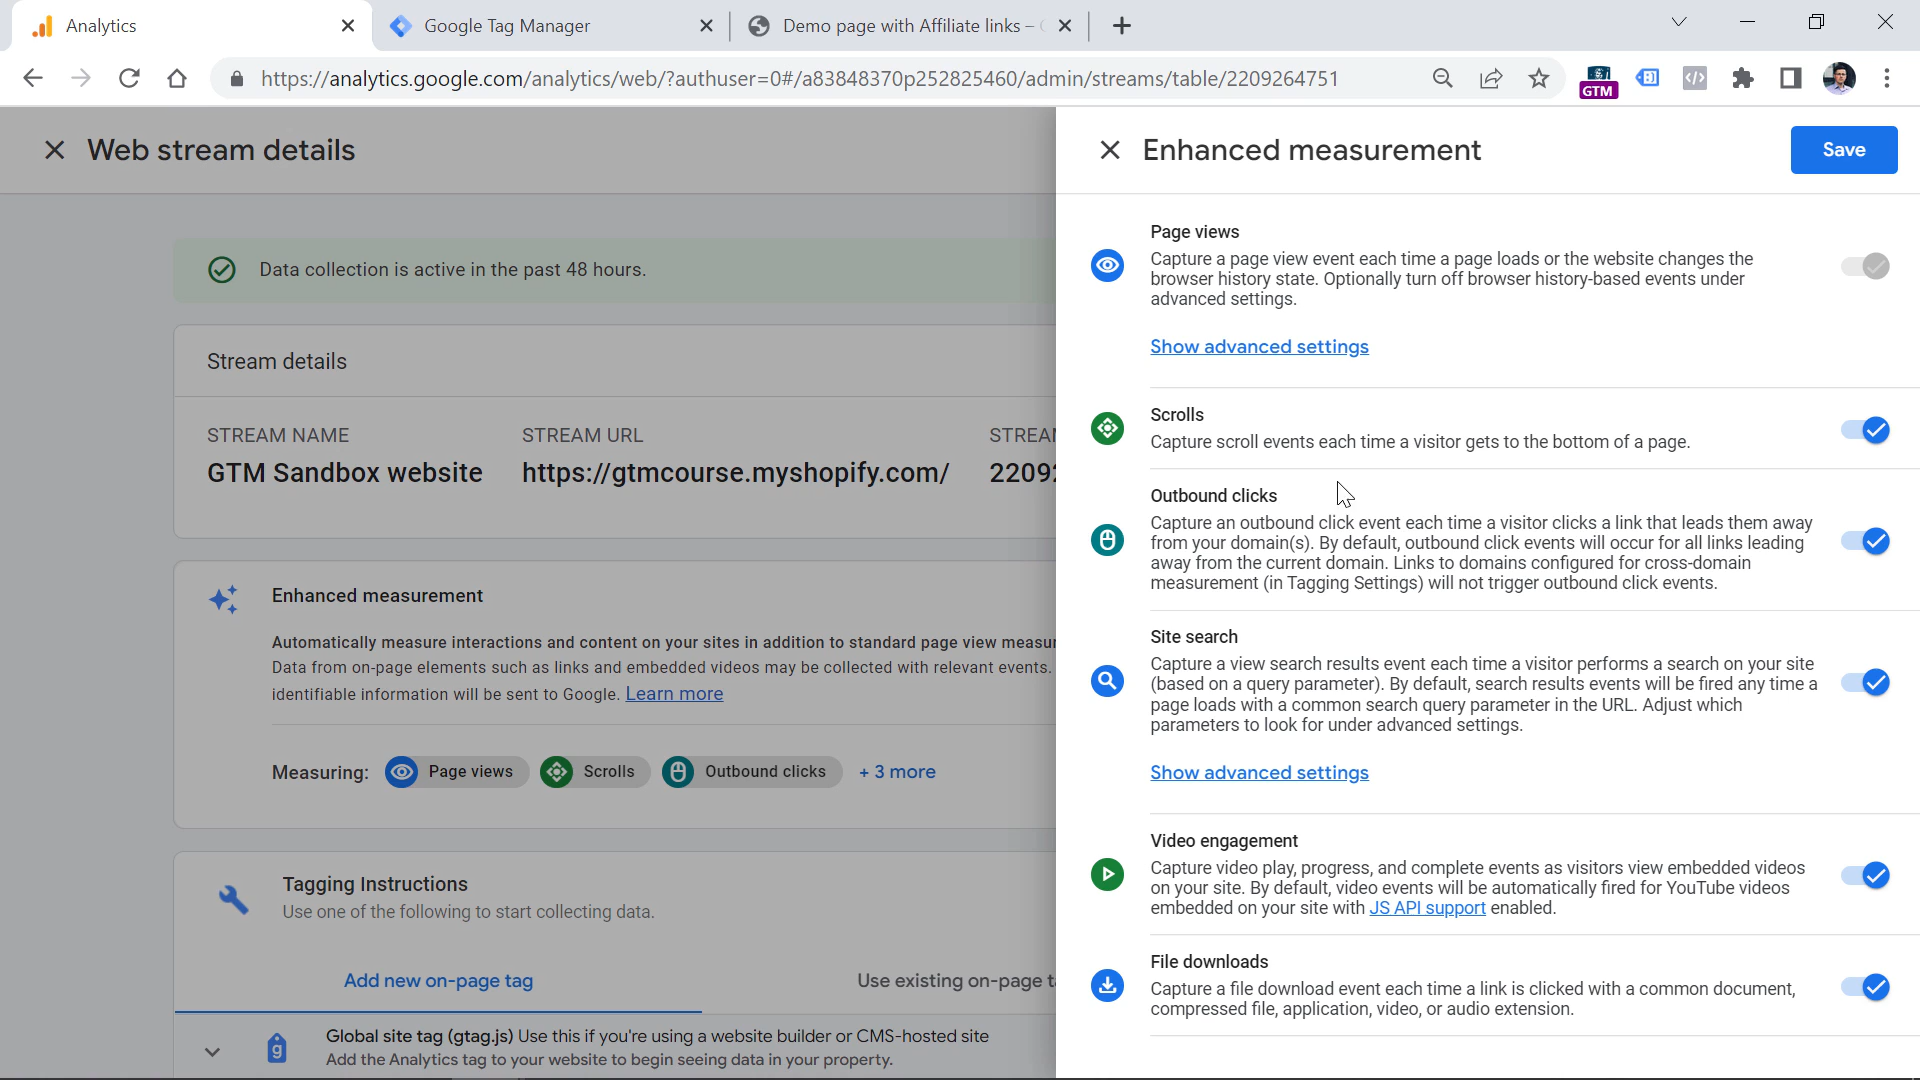 Analytics
Google Tag Manager
Demo page with Affiliate links –
https://analytics.google.com/analytics/web/?authuser=0#/a83848370p252825460/admin/streams/table/2209264751
GTM
Web stream details
Data collection is active in the past 48 hours.
Stream details
STREAM NAME
STREAM URL
STREAM
GTM Sandbox website
https://gtmcourse.myshopify.com/
2209
Enhanced measurement
Automatically measure interactions and content on your sites in addition to standard page view measur
Data from on-page elements such as links and embedded videos may be collected with relevant events.
identifiable information will be sent to Google. Learn more
Measuring:
Page views
Scrolls
Outbound clicks
+ 3 more
Tagging Instructions
Use one of the following to start collecting data.
Add new on-page tag
Use existing on-page ta
g
Global site tag (gtag.js) Use this if you're using a website builder or CMS-hosted site
Add the Analytics tag to your website to begin seeing data in your property.
Enhanced measurement
Save
Page views
Capture a page view event each time a page loads or the website changes the
browser history state. Optionally turn off browser history-based events under
advanced settings.
Show advanced settings
Scrolls
Capture scroll events each time a visitor gets to the bottom of a page.
Outbound clicks
Capture an outbound click event each time a visitor clicks a link that leads them away
from your domain(s). By default, outbound click events will occur for all links leading
away from the current domain. Links to domains configured for cross-domain
measurement (in Tagging Settings) will not trigger outbound click events.
Site search
Capture a view search results event each time a visitor performs a search on your site
(based on a query parameter). By default, search results events will be fired any time a
page loads with a common search query parameter in the URL. Adjust which
parameters to look for under advanced settings.
Show advanced settings
Video engagement
Capture video play, progress, and complete events as visitors view embedded videos
on your site. By default, video events will be automatically fired for YouTube videos
embedded on your site with JS API support enabled.
File downloads
Capture a file download event each time a link is clicked with a common document,
compressed file, application, video, or audio extension.